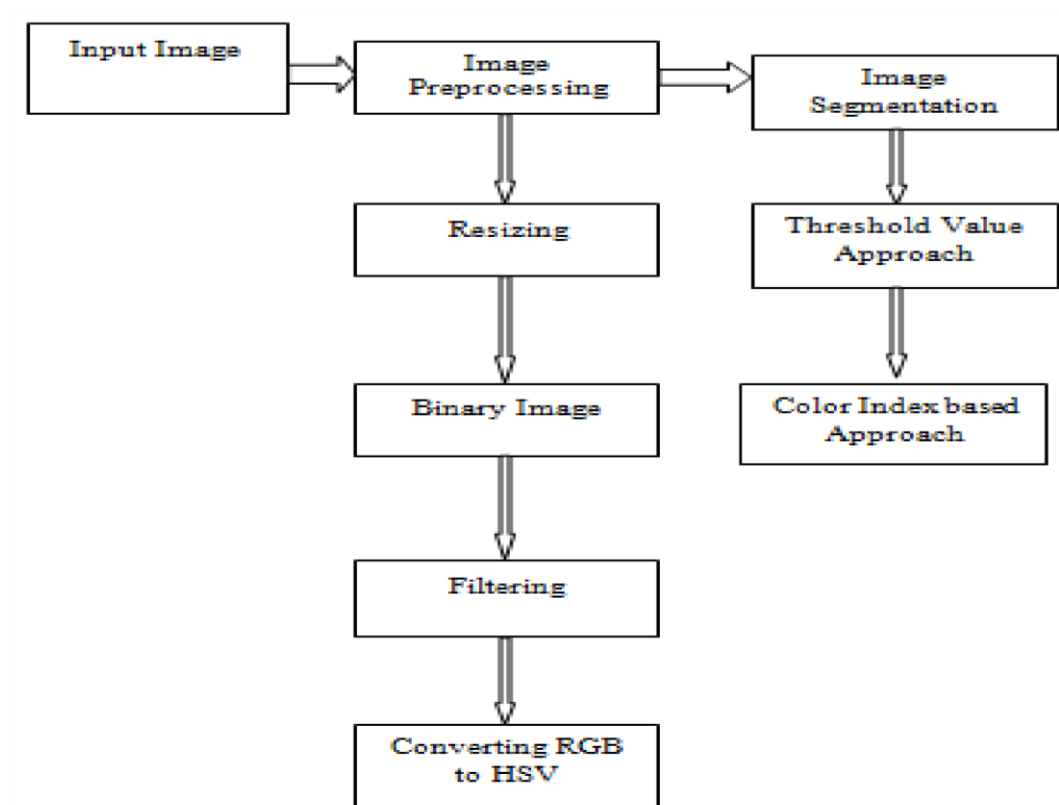 Input Image
Image
Preprocessing
Image
Segmentation
Resizing
Threshold Value
Approach
Binary Image
Color Index based
Approach
Filtering
Converting RGB
to HSV